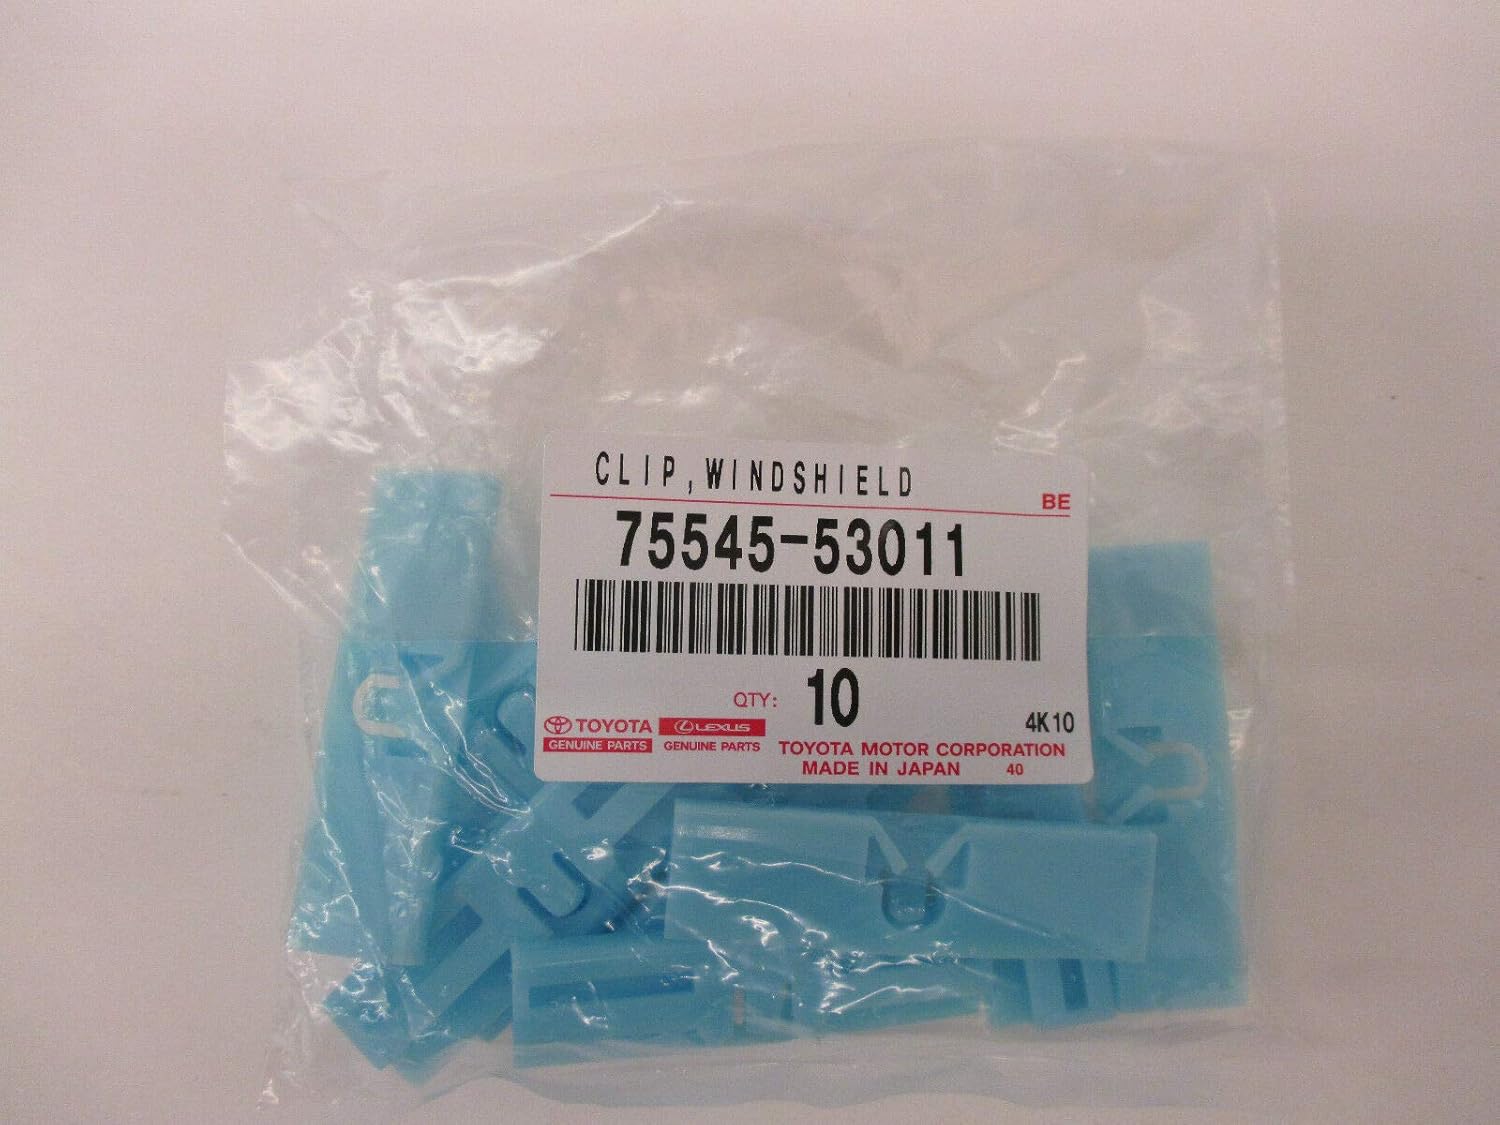 CLIP,WINDSHIELD
BE
75545-53011
QTY: 10
4K10
TOYOTA LEXUS
GENUINE PARTS GENUINE PARTS TOYOTA MOTOR CORPORATION
MADE IN JAPAN 40